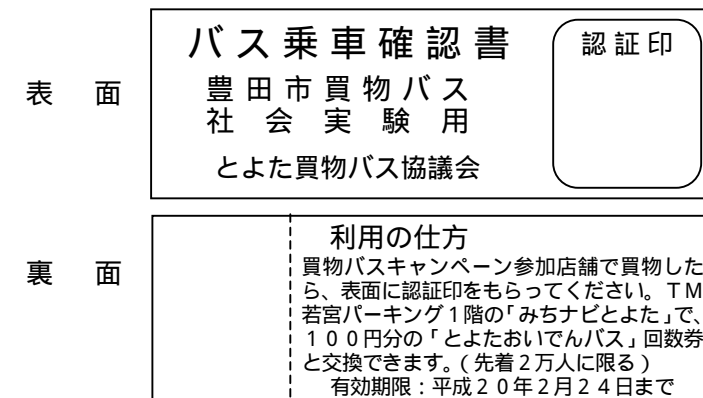 表　面
バス乗車確認書
認証印
豊田市買物バス
社会実験用
とよた買物バス協議会
裏　面
利用の仕方
買物バスキャンペーン参加店舗で買物した
ら、表面に認証印をもらってください。ＴＭ
若宮パーキング１階の「みちナビとよた」で、
１００円分の「とよたおいでんバス」回数券
と交換できます。（先着２万人に限る）
有効期限：平成２０年２月２４日まで